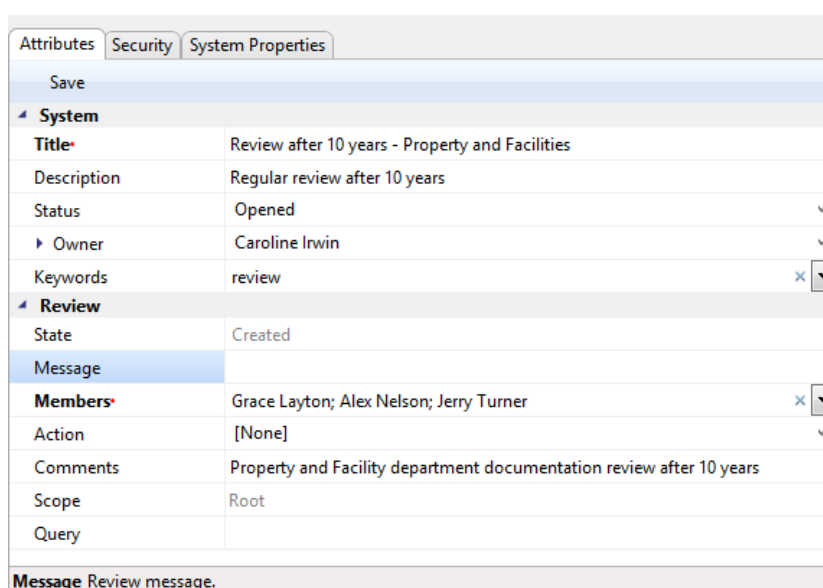 Attributes Security System Properties
Save
System
Title• Review after 10 years - Property and Facilities
Description Regular review after 10 years
Status Opened
Owner Caroline Irwin
Keywords review
Review
State Created
Message
Members• Grace Layton; Alex Nelson; Jerry Turner
Action [None]
Comments Property and Facility department documentation review after 10 years
Scope Root
Query
Message Review message.